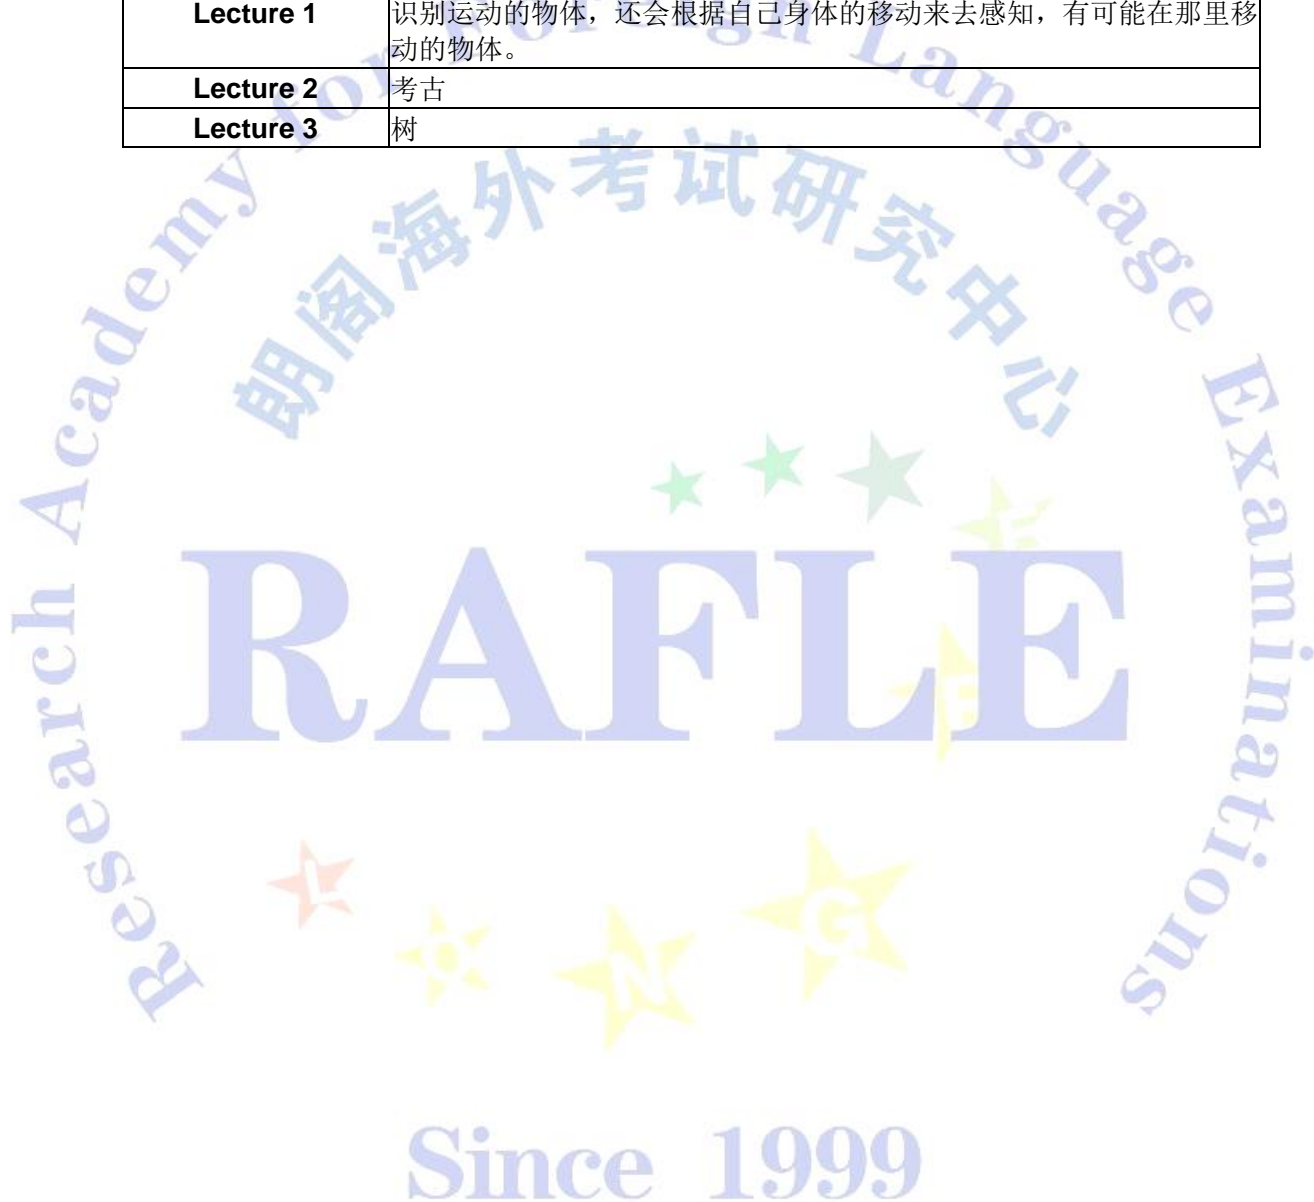 Lecture 1
识别运动的物体，还会根据自己身体的移动来去感知，有可能在那里移
动的物体。
Lecture 2 考古
Lecture 3 树
Research Academy for Foreign Language Examinations
朗阁海外考试研究中心
RAFLE
L O N G
Since 1999